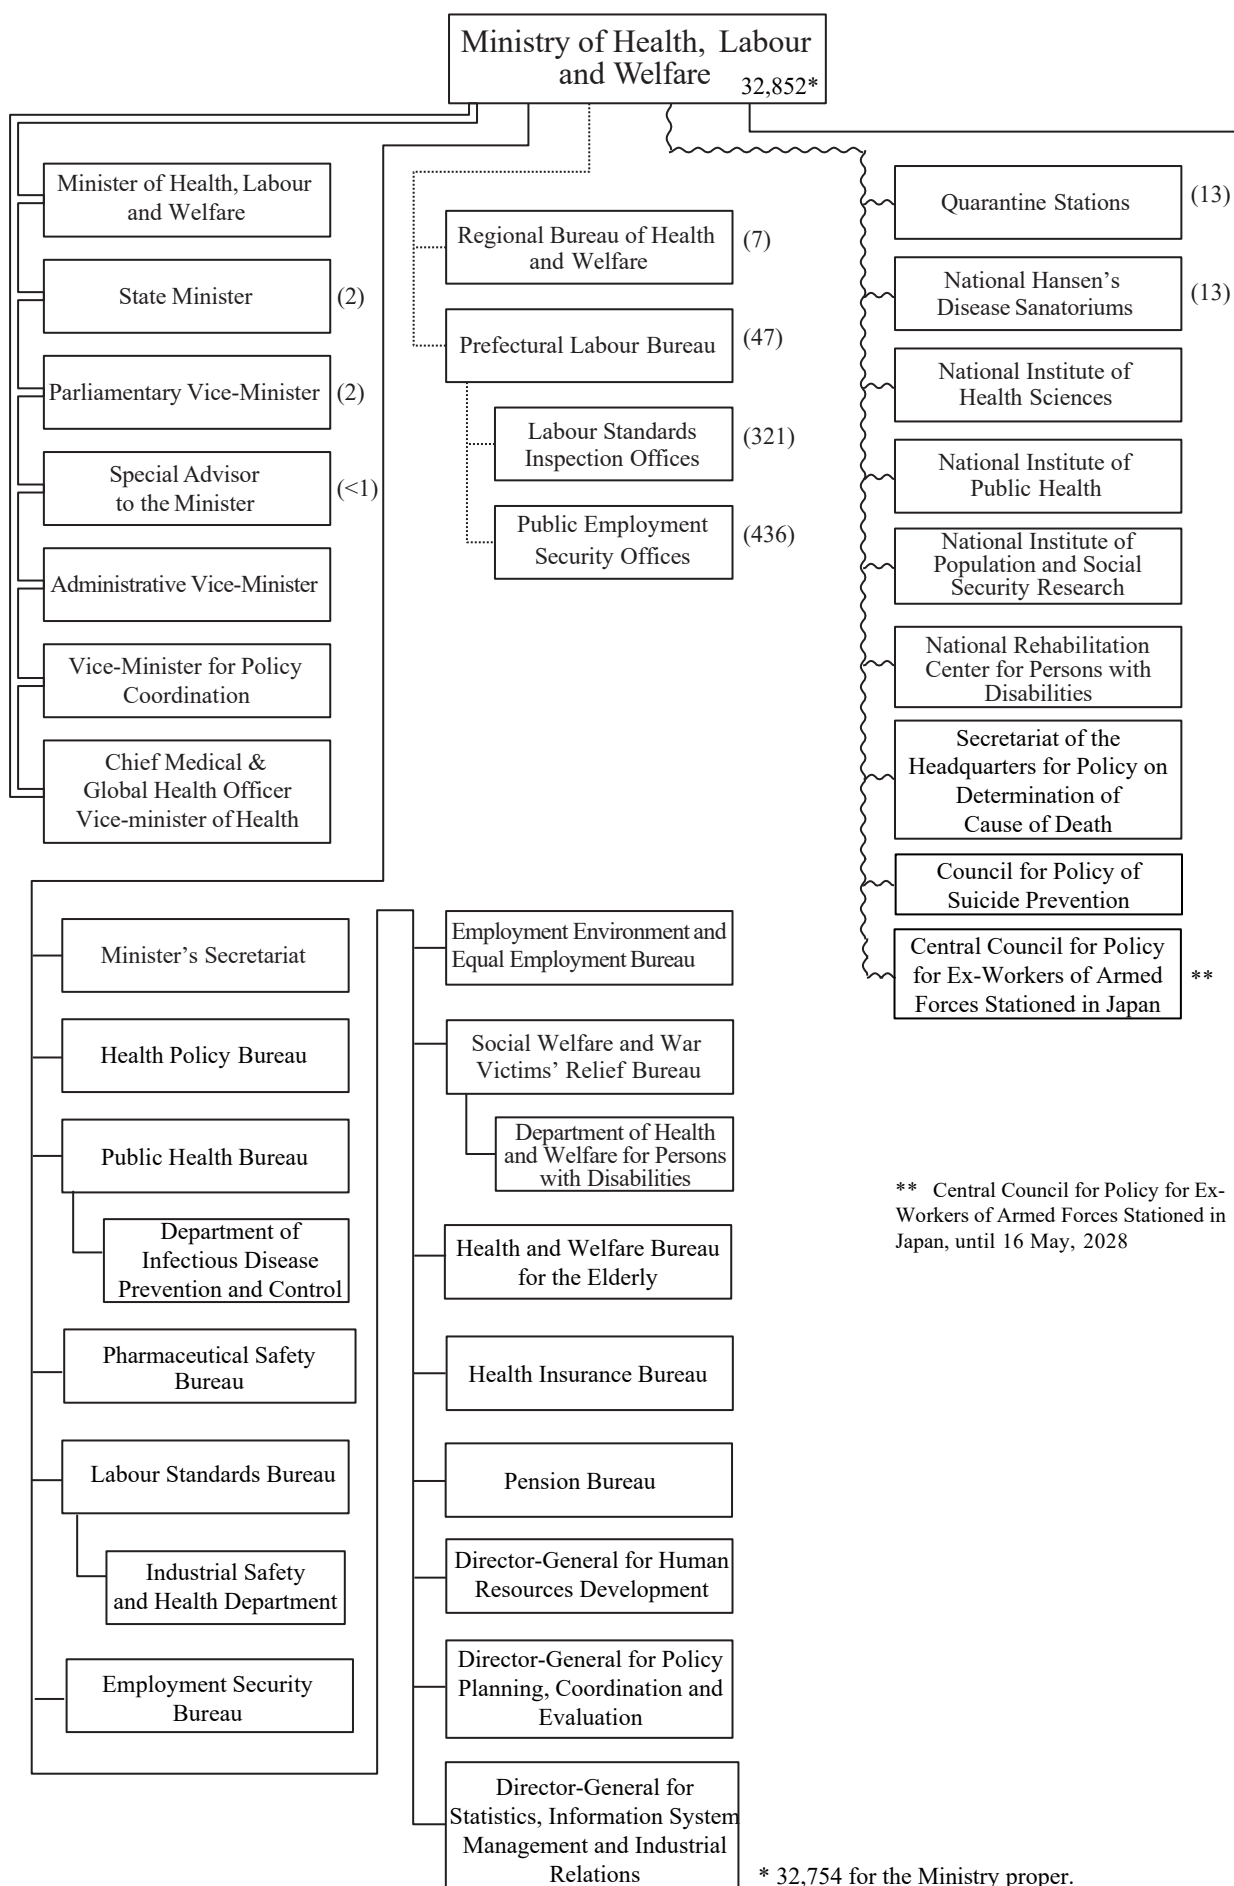 Ministry of Health, Labour
and Welfare
32,852*
Minister of Health, Labour
and Welfare
State Minister
(2)
Parliamentary Vice-Minister
(2)
Special Advisor
to the Minister
(<1)
Administrative Vice-Minister
Vice-Minister for Policy
Coordination
Chief Medical &
Global Health Officer
Vice-minister of Health
Regional Bureau of Health
and Welfare
(7)
Prefectural Labour Bureau
(47)
Labour Standards
Inspection Offices
(321)
Public Employment
Security Offices
(436)
Quarantine Stations
(13)
National Hansen's
Disease Sanatoriums
(13)
National Institute of
Health Sciences
National Institute of
Public Health
National Institute of
Population and Social
Security Research
National Rehabilitation
Center for Persons with
Disabilities
Secretariat of the
Headquarters for Policy on
Determination of
Cause of Death
Council for Policy of
Suicide Prevention
Central Council for Policy
for Ex-Workers of Armed
Forces Stationed in Japan
**
Minister's Secretariat
Health Policy Bureau
Public Health Bureau
Department of
Infectious Disease
Prevention and Control
Pharmaceutical Safety
Bureau
Labour Standards Bureau
Industrial Safety
and Health Department
Employment Security
Bureau
Employment Environment and
Equal Employment Bureau
Social Welfare and War
Victims' Relief Bureau
Department of Health
and Welfare for Persons
with Disabilities
Health and Welfare Bureau
for the Elderly
Health Insurance Bureau
Pension Bureau
Director-General for Human
Resources Development
Director-General for Policy
Planning, Coordination and
Evaluation
Director-General for
Statistics, Information System
Management and Industrial
Relations
** Central Council for Policy for Ex-
Workers of Armed Forces Stationed in
Japan, until 16 May, 2028
* 32,754 for the Ministry proper.